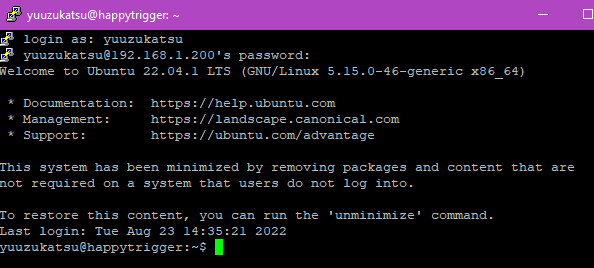 yuuzukatsu@happytrigger: ~
login as: yuuzukatsu
yuuzukatsu@192.168.1.200's password:
Welcome to Ubuntu 22.04.1 LTS (GNU/Linux 5.15.0-46-generic x86_64)
* Documentation:  https://help.ubuntu.com
* Management:     https://landscape.canonical.com
* Support:        https://ubuntu.com/advantage
This system has been minimized by removing packages and content that are
not required on a system that users do not log into.
To restore this content, you can run the 'unminimize' command.
Last login: Tue Aug 23 14:35:21 2022
yuuzukatsu@happytrigger:~$